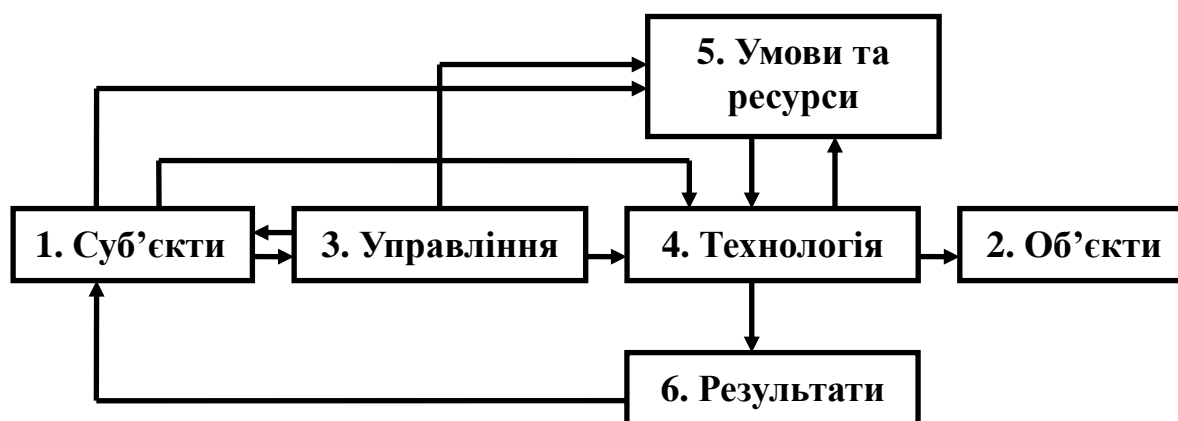 5. Умови та
ресурси
1. Суб’єкти
3. Управління
4. Технологія
2. Об’єкти
6. Результати